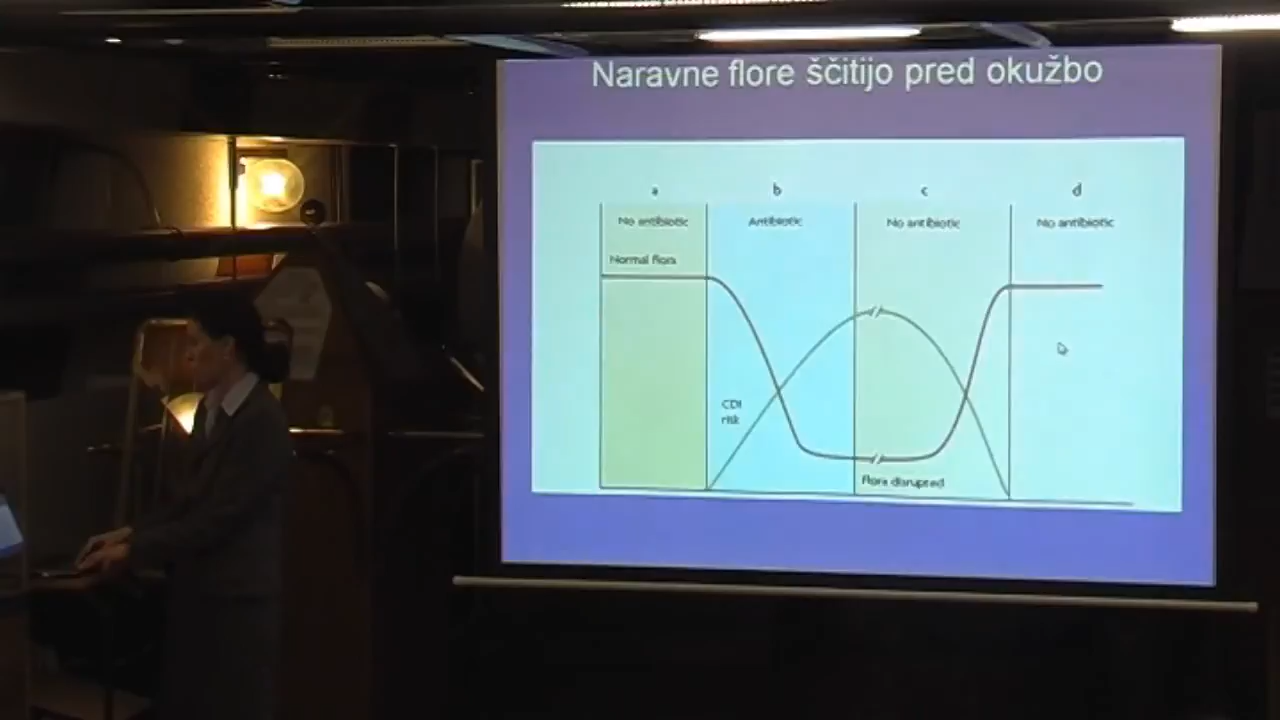 Naravne flore ščitijo pred okužbo
a b c d
No antibiotic Antibiotic No antibiotic No antibiotic
Normal flora
CDI
risk
Flora disrupted